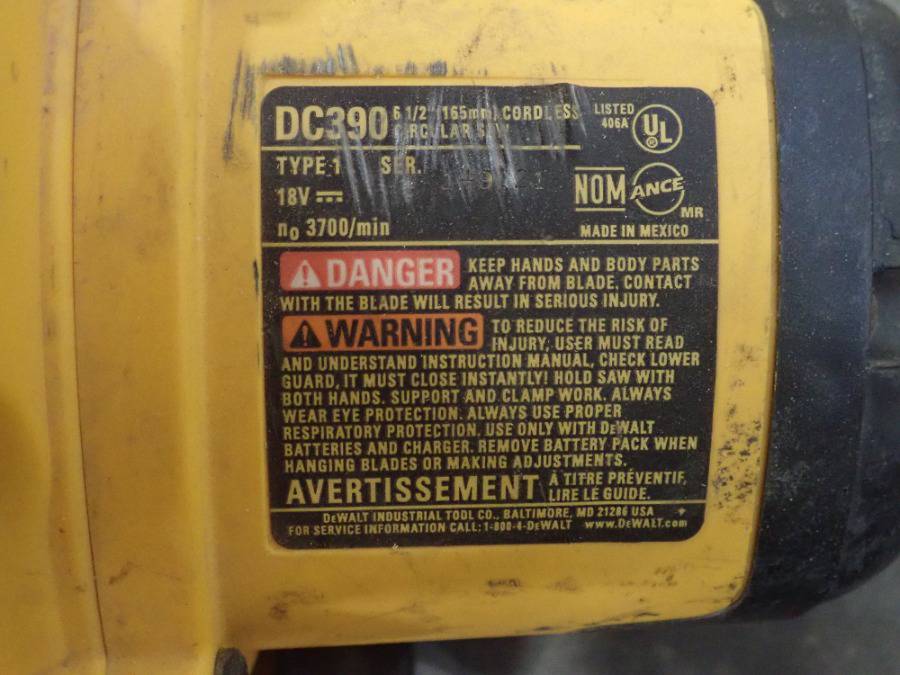 DC390 6 1/2" (165mm) CORDLESS
CIRCULAR SAW
LISTED
406A
UL
®
TYPE 1 SER.
18V
NOM ANCE
MR
n₀ 3700/min
MADE IN MEXICO
DANGER KEEP HANDS AND BODY PARTS
AWAY FROM BLADE. CONTACT
WITH THE BLADE WILL RESULT IN SERIOUS INJURY.
WARNING TO REDUCE THE RISK OF
INJURY, USER MUST READ
AND UNDERSTAND INSTRUCTION MANUAL, CHECK LOWER
GUARD, IT MUST CLOSE INSTANTLY! HOLD SAW WITH
BOTH HANDS. SUPPORT AND CLAMP WORK. ALWAYS
WEAR EYE PROTECTION. ALWAYS USE PROPER
RESPIRATORY PROTECTION. USE ONLY WITH DEWALT
BATTERIES AND CHARGER. REMOVE BATTERY PACK WHEN
HANGING BLADES OR MAKING ADJUSTMENTS.
AVERTISSEMENT À TITRE PRÉVENTIF,
LIRE LE GUIDE.
DEWALT INDUSTRIAL TOOL CO., BALTIMORE, MD 21286 USA
FOR SERVICE INFORMATION CALL: 1-800-4-DEWALT www.DEWALT.com